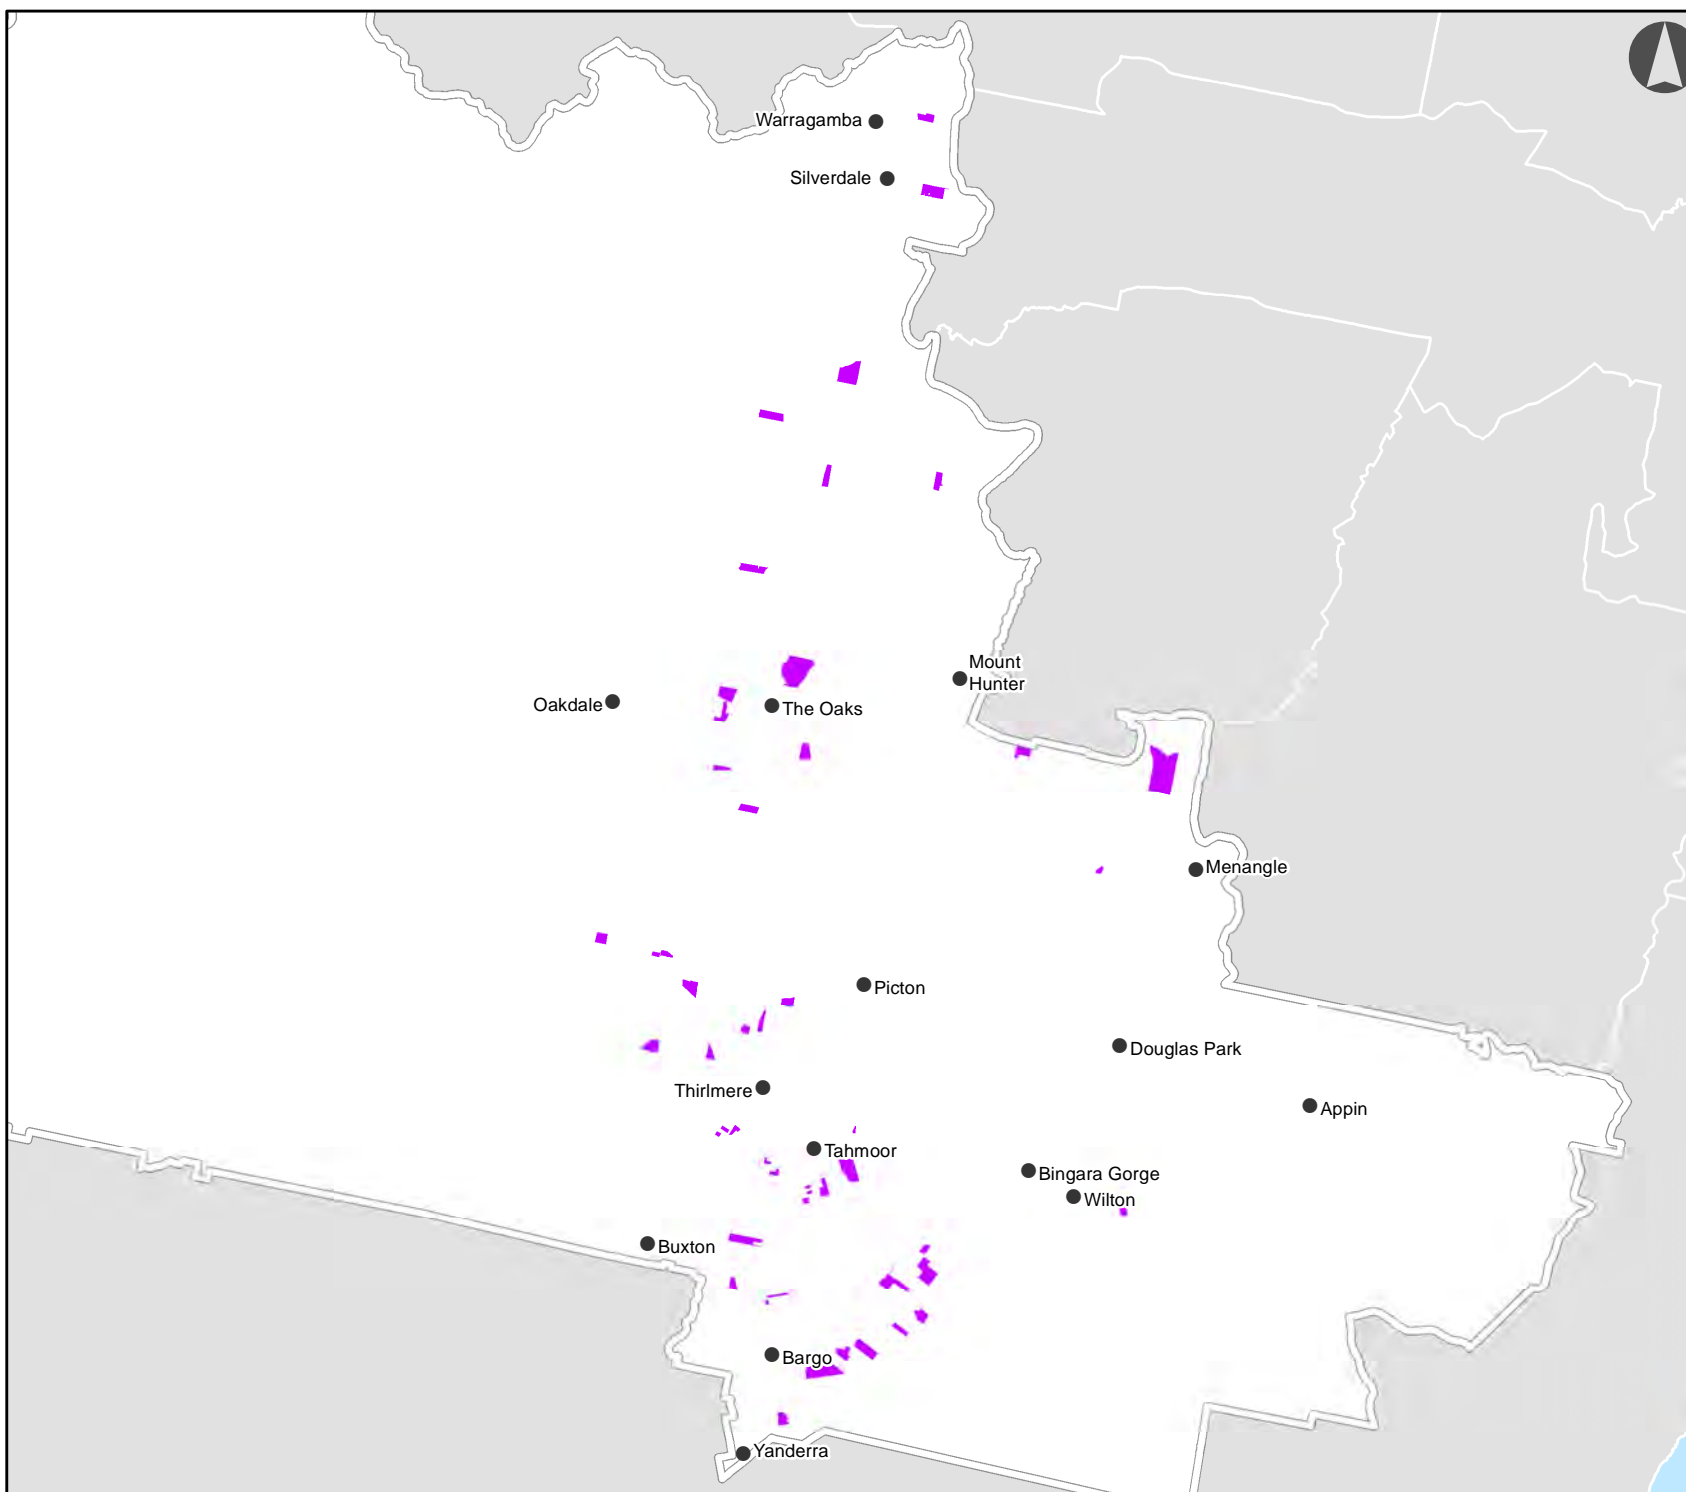 Warragamba
Silverdale
Mount
Hunter
Oakdale
The Oaks
Menangle
Picton
Douglas Park
Thirlmere
Appin
Tahmoor
Bingara Gorge
Wilton
Buxton
Bargo
Yanderra